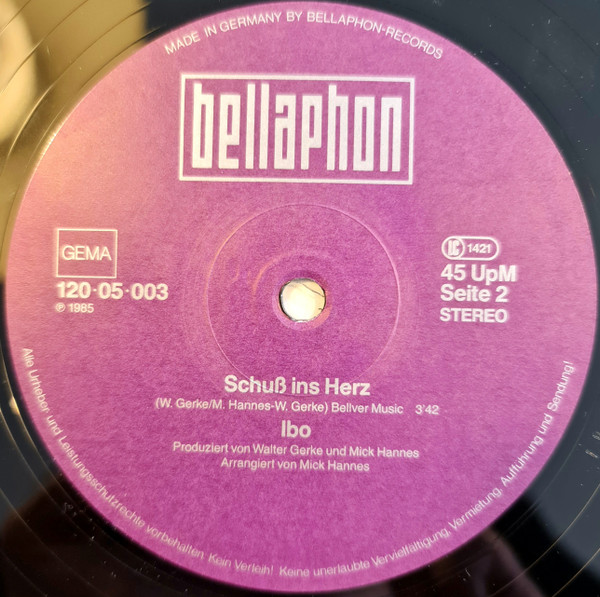 MADE IN GERMANY BY BELLAPHON-RECORDS
bellaphon
GEMA
120·05·003
℗ 1985
LC 1421
45 UpM
Seite 2
STEREO
Schuß ins Herz
(W. Gerke/M. Hannes-W. Gerke) Bellver Music 3'42
Ibo
Produziert von Walter Gerke und Mick Hannes
Arrangiert von Mick Hannes
Alle Urheber und Leistungsschutzrechte vorbehalten. Kein Verleih! Keine unerlaubte Vervielfältigung, Vermietung, Aufführung und Sendung!